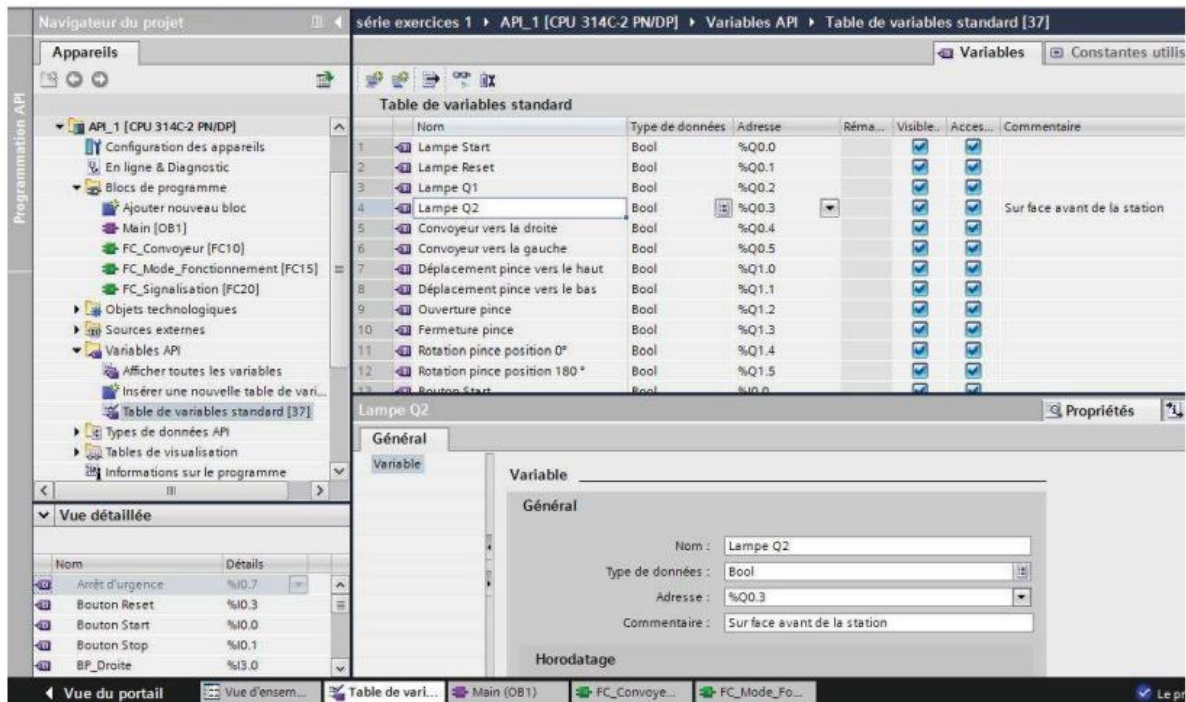 Navigateur du projet
série exercices 1 ▸ API_1 [CPU 314C-2 PN/DP] ▸ Variables API ▸ Table de variables standard [37]
Appareils
Variables
Constantes utilis
Programmation API
API_1 [CPU 314C-2 PN/DP]
Configuration des appareils
En ligne & Diagnostic
Blocs de programme
Ajouter nouveau bloc
Main [OB1]
FC_Convoyeur [FC10]
FC_Mode_Fonctionnement [FC15]
FC_Signalisation [FC20]
Objets technologiques
Sources externes
Variables API
Afficher toutes les variables
Insérer une nouvelle table de vari...
Table de variables standard [37]
Types de données API
Tables de visualisation
Informations sur le programme
Table de variables standard
Nom Type de données Adresse Réma... Visible.. Acces... Commentaire
1 Lampe Start Bool %Q0.0
2 Lampe Reset Bool %Q0.1
3 Lampe Q1 Bool %Q0.2
4 Lampe Q2 Bool %Q0.3 Sur face avant de la station
5 Convoyeur vers la droite Bool %Q0.4
6 Convoyeur vers la gauche Bool %Q0.5
7 Déplacement pince vers le haut Bool %Q1.0
8 Déplacement pince vers le bas Bool %Q1.1
9 Ouverture pince Bool %Q1.2
10 Fermeture pince Bool %Q1.3
11 Rotation pince position 0° Bool %Q1.4
12 Rotation pince position 180 ° Bool %Q1.5
13 Bouton Start Bool %I0.0
Vue détaillée
Nom Détails
Arrêt d'urgence %I0.7
Bouton Reset %I0.3
Bouton Start %I0.0
Bouton Stop %I0.1
BP_Droite %I3.0
Lampe Q2
Propriétés
Général
Variable
Variable
Général
Nom : Lampe Q2
Type de données : Bool
Adresse : %Q0.3
Commentaire : Sur face avant de la station
Horodatage
Vue du portail
Vue d'ensem...
Table de vari...
Main (OB1)
FC_Convoye...
FC_Mode_Fo...
Le pr